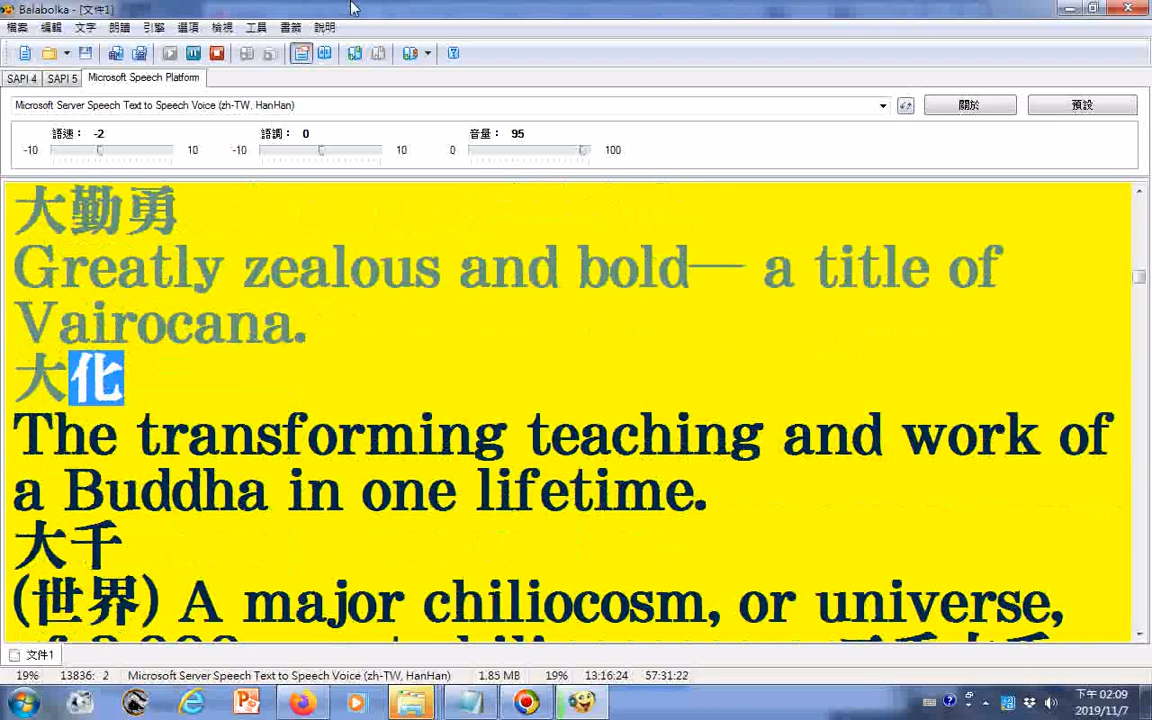 Balabolka - [文件1]
檔案 編輯 文字 朗讀 引擎 選項 檢視 工具 書籤 說明
SAPI 4 SAPI 5 Microsoft Speech Platform
Microsoft Server Speech Text to Speech Voice (zh-TW, HanHan) 關於 預設
語速： -2 語調： 0 音量： 95
-10 10 -10 10 0 100
大勤勇
Greatly zealous and bold— a title of
Vairocana.
大化
The transforming teaching and work of
a Buddha in one lifetime.
大千
(世界) A major chiliocosm, or universe,
文件1
19% 13836: 2 Microsoft Server Speech Text to Speech Voice (zh-TW, HanHan) 1.85 MB 19% 13:16:24 57:31:22
下午 02:09
2019/11/7